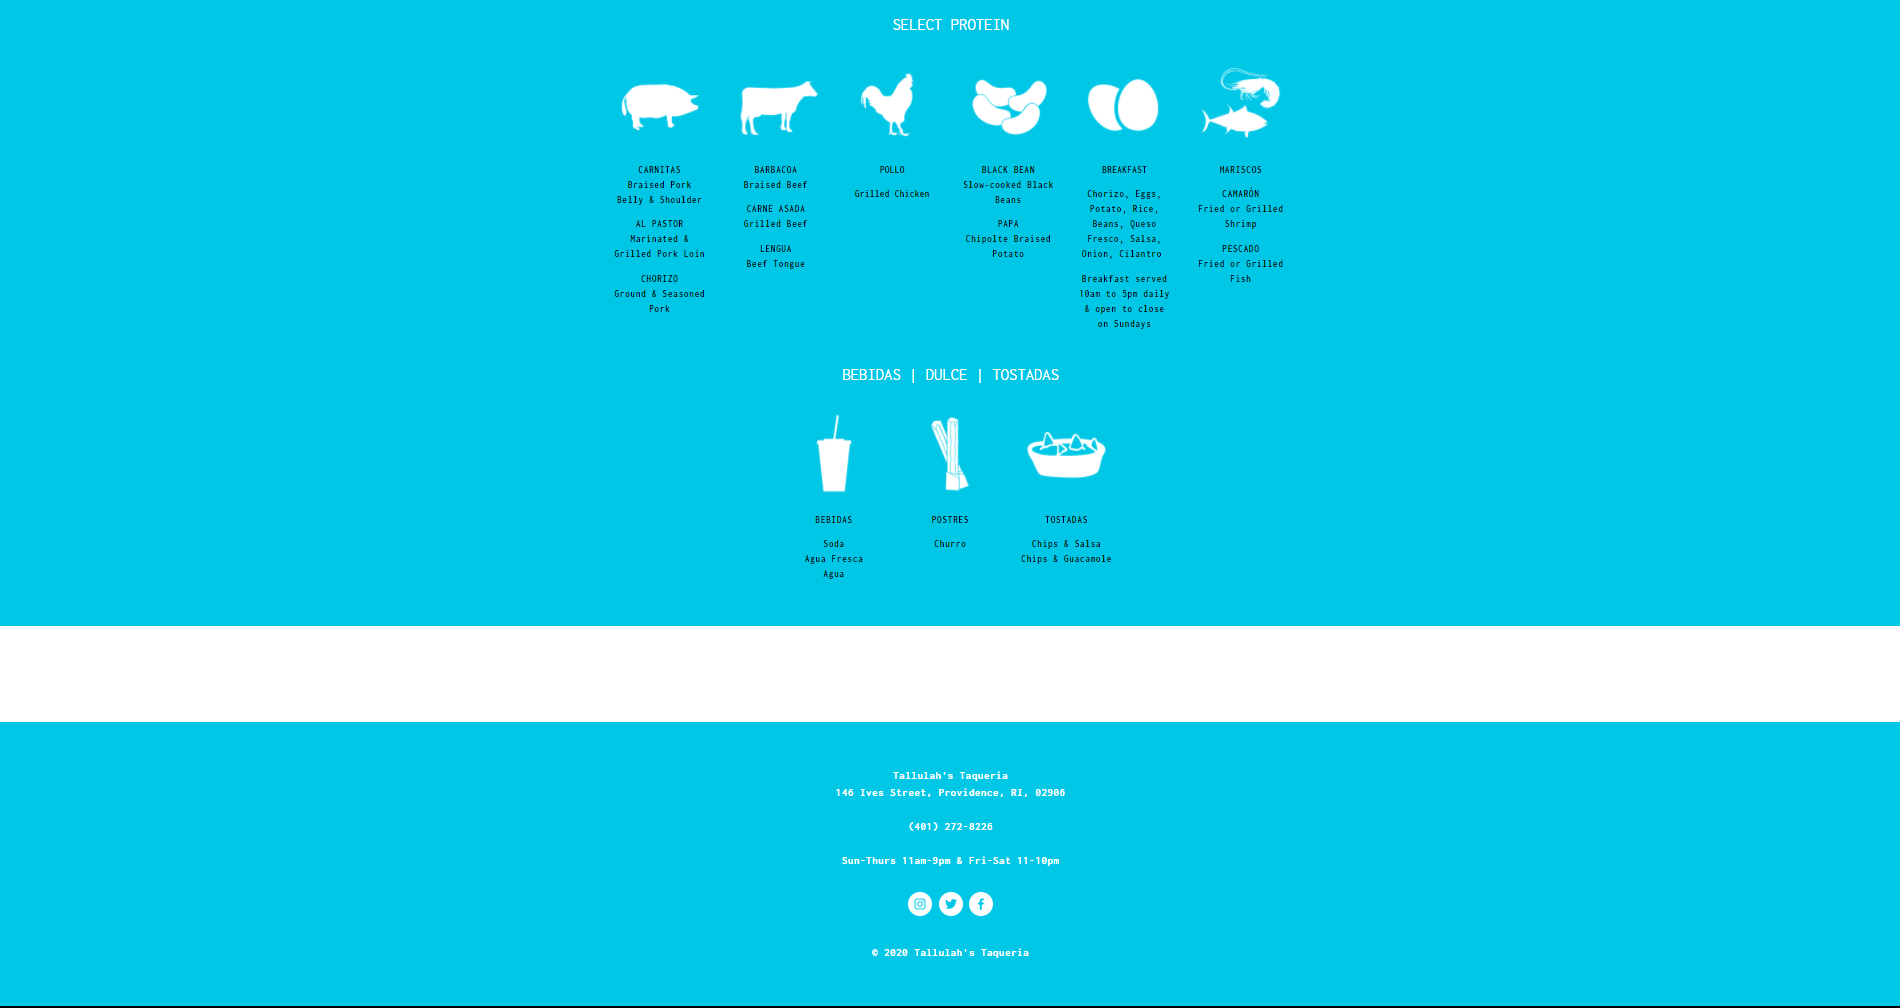 SELECT PROTEIN
CARNITAS
Braised Pork
Belly & Shoulder
AL PASTOR
Marinated &
Grilled Pork Loin
CHORIZO
Ground & Seasoned
Pork
BARBACOA
Braised Beef
CARNE ASADA
Grilled Beef
LENGUA
Beef Tongue
POLLO
Grilled Chicken
BLACK BEAN
Slow-cooked Black
Beans
PAPA
Chipolte Braised
Potato
BREAKFAST
Chorizo, Eggs,
Potato, Rice,
Beans, Queso
Fresco, Salsa,
Onion, Cilantro
Breakfast served
10am to 5pm daily
& open to close
on Sundays
MARISCOS
CAMARÓN
Fried or Grilled
Shrimp
PESCADO
Fried or Grilled
Fish
BEBIDAS | DULCE | TOSTADAS
BEBIDAS
Soda
Agua Fresca
Agua
POSTRES
Churro
TOSTADAS
Chips & Salsa
Chips & Guacamole
Tallulah's Taqueria
146 Ives Street, Providence, RI, 02906
(401) 272-8226
Sun-Thurs 11am-9pm & Fri-Sat 11-10pm
© 2020 Tallulah's Taqueria